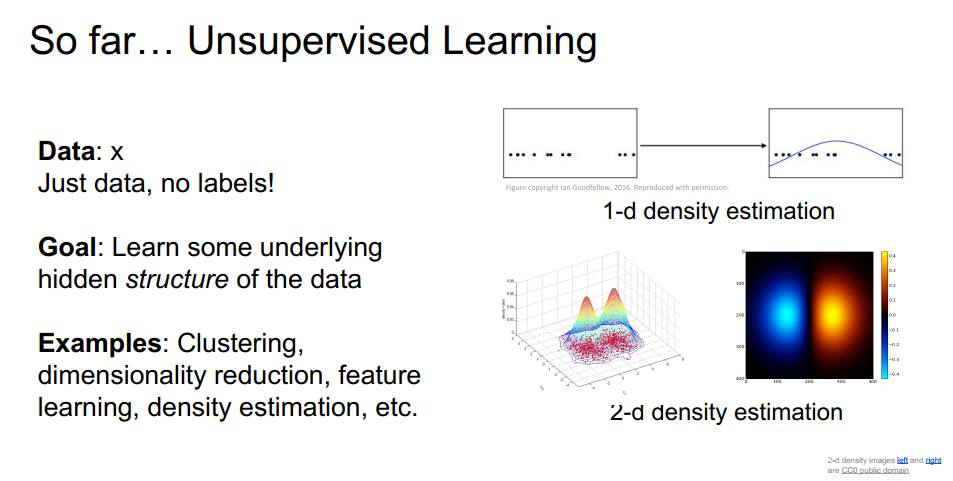 So far… Unsupervised Learning
Data: x
Just data, no labels!
Goal: Learn some underlying
hidden structure of the data
Examples: Clustering,
dimensionality reduction, feature
learning, density estimation, etc.
Figure copyright Ian Goodfellow, 2016. Reproduced with permission.
1-d density estimation
0
100
200
300
400
0 100 200 300 400
0.4
0.3
0.2
0.1
0.0
−0.1
−0.2
−0.3
−0.4
2-d density estimation
2-d density images left and right
are CC0 public domain